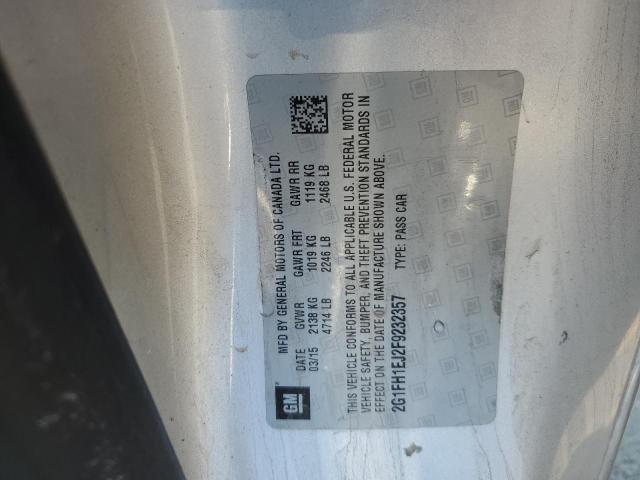 GM
MFD BY GENERAL MOTORS OF CANADA LTD.
DATE GVWR GAWR FRT GAWR RR
03/15 2138 KG 1019 KG 1119 KG
4714 LB 2246 LB 2468 LB
THIS VEHICLE CONFORMS TO ALL APPLICABLE U.S. FEDERAL MOTOR
VEHICLE SAFETY, BUMPER, AND THEFT PREVENTION STANDARDS IN
EFFECT ON THE DATE OF MANUFACTURE SHOWN ABOVE.
2G1FH1EJ2F9232357 TYPE: PASS CAR